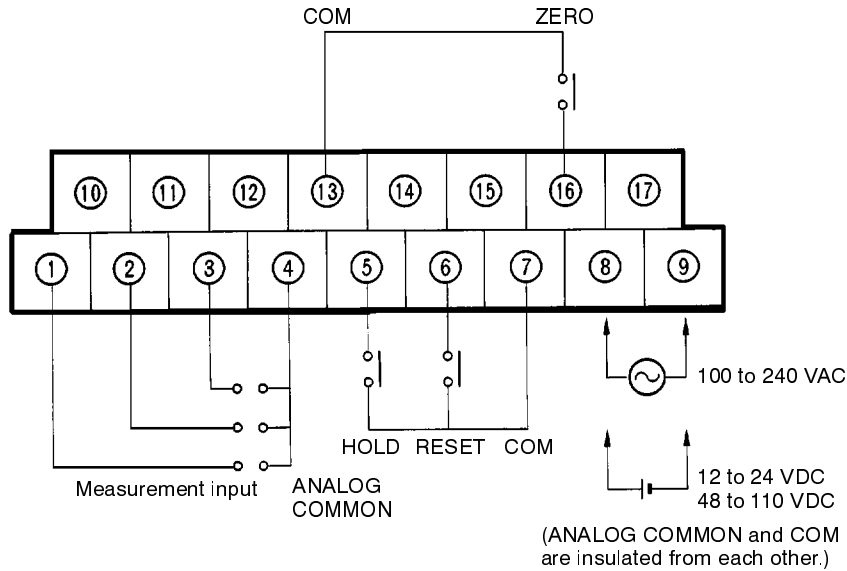 COM ZERO
10 11 12 13 14 15 16 17
1 2 3 4 5 6 7 8 9
100 to 240 VAC
HOLD RESET COM
Measurement input
ANALOG
COMMON
12 to 24 VDC
48 to 110 VDC
(ANALOG COMMON and COM
are insulated from each other.)